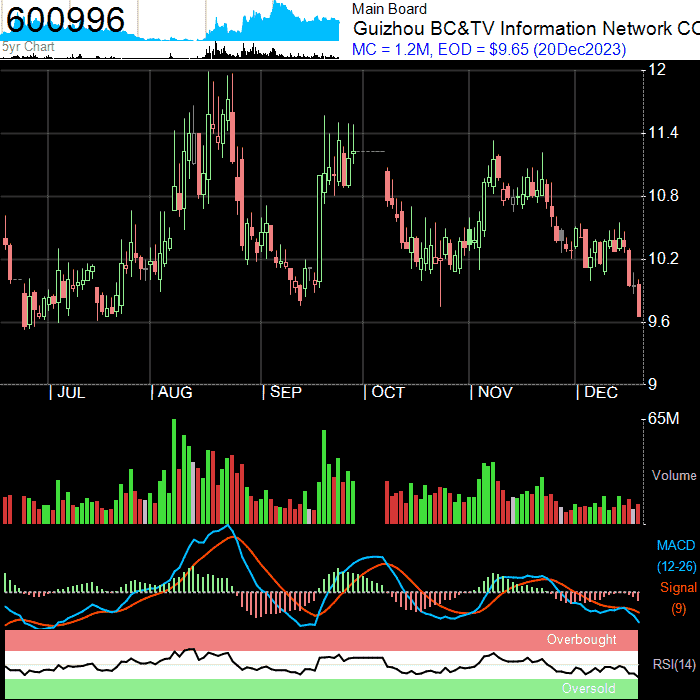 600996
5yr Chart
Main Board
Guizhou BC&TV Information Network CO
MC = 1.2M, EOD = $9.65 (20Dec2023)
12
11.4
10.8
10.2
9.6
9
| JUL | AUG | SEP | OCT | NOV | DEC
65M
Volume
MACD
(12-26)
Signal
(9)
Overbought
RSI(14)
Oversold